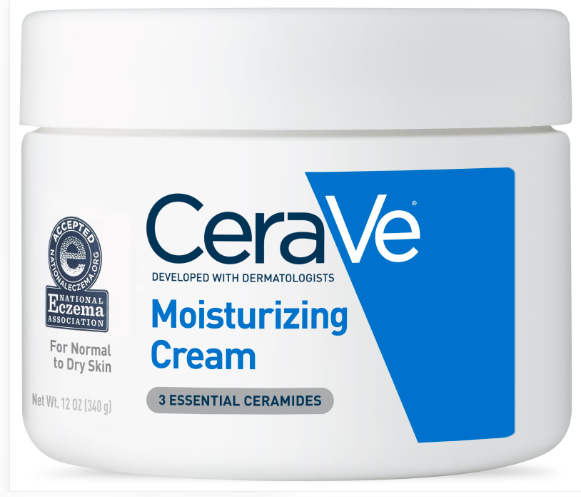 CeraVe®
DEVELOPED WITH DERMATOLOGISTS
Moisturizing
Cream
3 ESSENTIAL CERAMIDES
ACCEPTED
NATIONALECZEMA.ORG
e
NATIONAL
Eczema
ASSOCIATION
For Normal
to Dry Skin
Net Wt. 12 OZ (340 g)